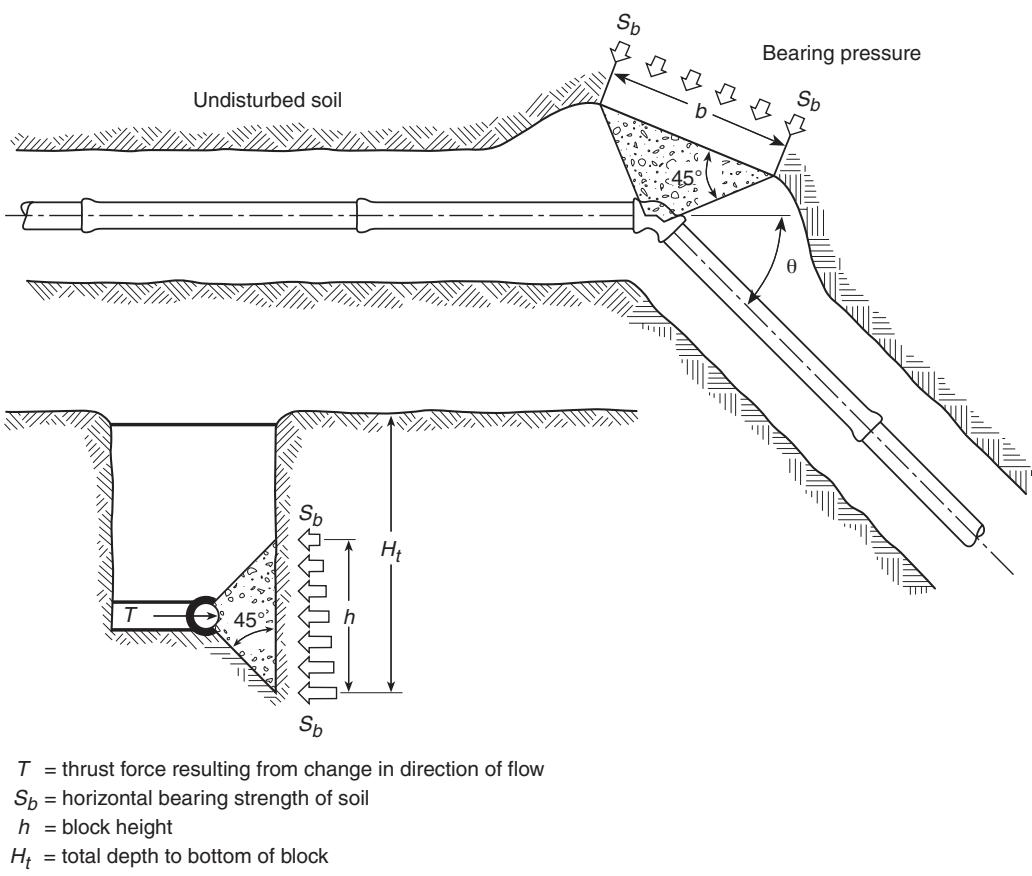 S_b
Bearing pressure
Undisturbed soil
S_b
b
45°
θ
S_b
H_t
T
45°
h
S_b
T = thrust force resulting from change in direction of flow
S_b = horizontal bearing strength of soil
h = block height
H_t = total depth to bottom of block